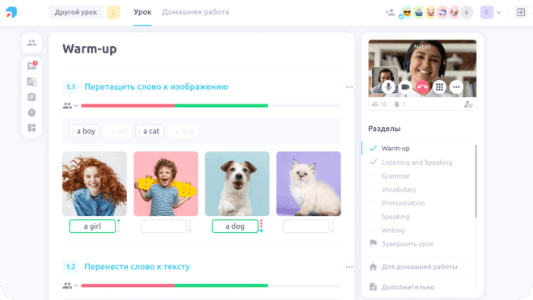 Другой урок
L
Урок
Домашняя работа
6
C
Warm-up
1.1 Перетащить слово к изображению
a boy
a girl
a cat
a dog
a girl
a dog
1.2 Перенести слово к тексту
Natali
10
1
Разделы
Warm-up
Listening and Speaking
Grammar
Vocabulary
Pronunciation
Speaking
Writing
Завершить урок
Для домашней работы
Дополнительно